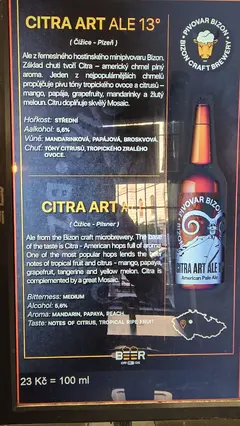 CITRA ART ALE 13°
( Čížice - Plzeň )
PIVOVAR BIZON
BIZON CRAFT BREWERY
Ale z řemeslného hostinského minipivovaru Bizon.
Základ chuti tvoří Citra – americký chmel plný
aroma. Jeden z nejpopulárnějších chmelů
propůjčuje pivu tóny tropického ovoce a citrusů –
mango, papája, grapefruity, mandarinky a žlutý
meloun. Citru doplňuje skvělý Mosaic.
Hořkost: STŘEDNÍ
Aalkohol: 5,6%
Vůně: MANDARINKOVÁ, PAPÁJOVÁ, BROSKVOVÁ.
Chuť: TÓNY CITRUSŮ, TROPICKÉHO ZRALÉHO
OVOCE.
CITRA ART
( Čížice - Pilsner )
Ale from the Bizon craft microbrewery. The base
of the taste is Citra - American hops full of aroma.
One of the most popular hops lends the beer
notes of tropical fruit and citrus - mango, papaya,
grapefruit, tangerine and yellow melon. Citra is
complemented by a great Mosaic.
Bitterness: MEDIUM
Alcohol: 5,6%
Aroma: MANDARIN, PAPAYA, PEACH.
Taste: NOTES OF CITRUS, TROPICAL RIPE FRUIT
PIVOVAR BIZON
CITRA ART ALE 13
American Pale Ale
BEER
23 Kč = 100 ml